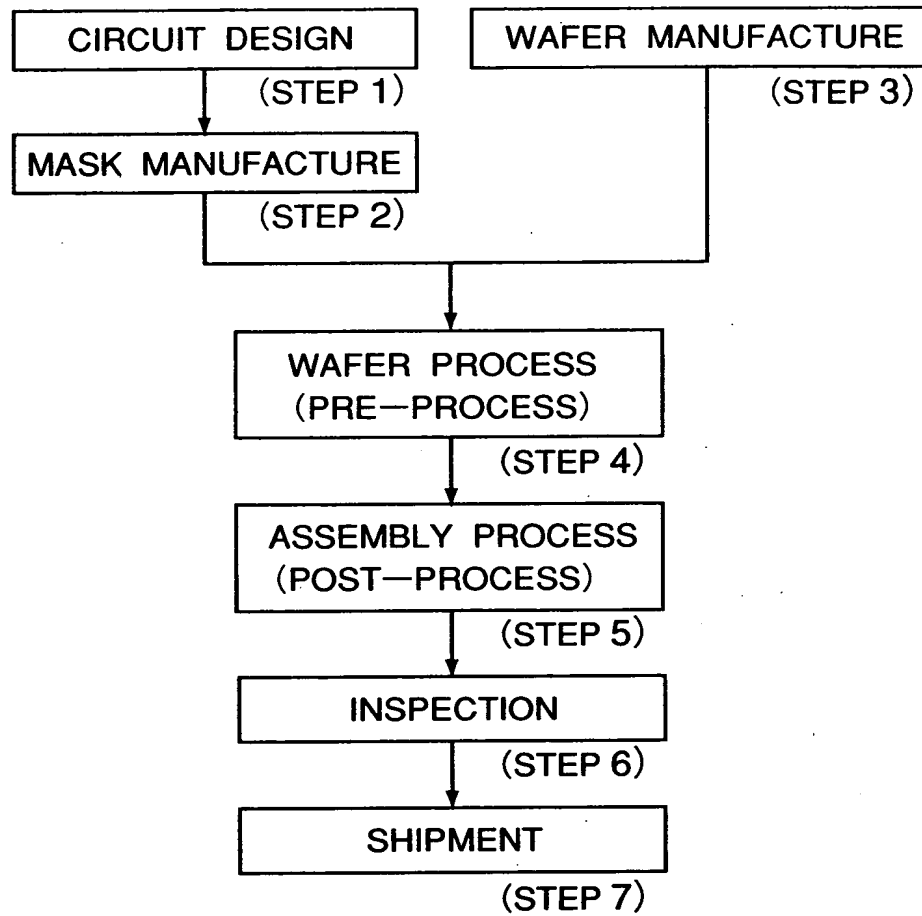 CIRCUIT DESIGN
(STEP 1)
WAFER MANUFACTURE
(STEP 3)
MASK MANUFACTURE
(STEP 2)
WAFER PROCESS
(PRE—PROCESS)
(STEP 4)
ASSEMBLY PROCESS
(POST—PROCESS)
(STEP 5)
INSPECTION
(STEP 6)
SHIPMENT
(STEP 7)